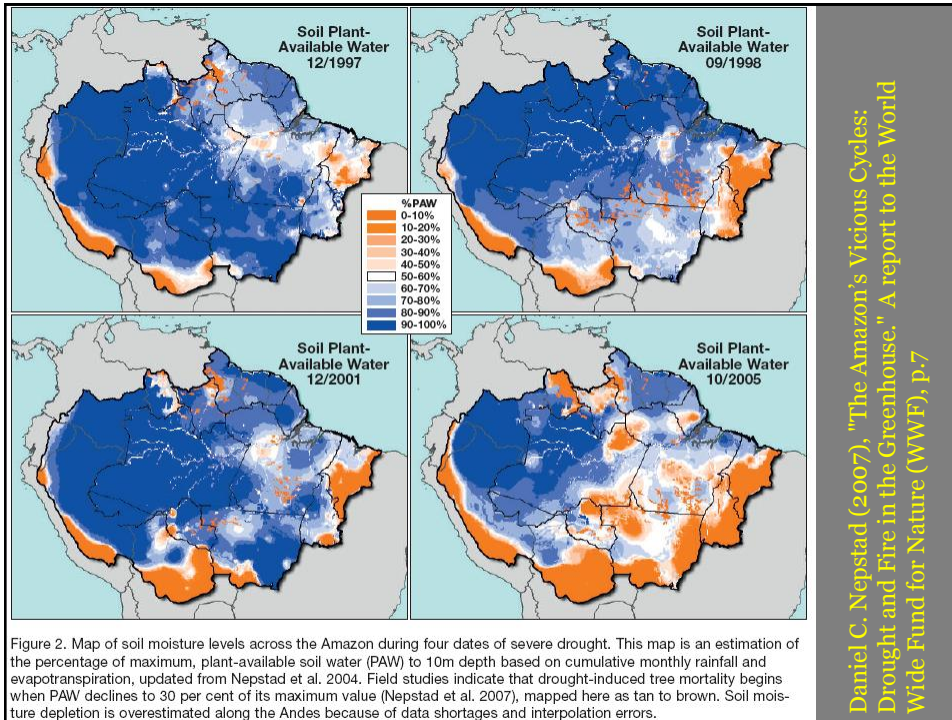 Soil Plant-
Available Water
12/1997
Soil Plant-
Available Water
09/1998
%PAW
0-10%
10-20%
20-30%
30-40%
40-50%
50-60%
60-70%
70-80%
80-90%
90-100%
Soil Plant-
Available Water
12/2001
Soil Plant-
Available Water
10/2005
Figure 2. Map of soil moisture levels across the Amazon during four dates of severe drought. This map is an estimation of
the percentage of maximum, plant-available soil water (PAW) to 10m depth based on cumulative monthly rainfall and
evapotranspiration, updated from Nepstad et al. 2004. Field studies indicate that drought-induced tree mortality begins
when PAW declines to 30 per cent of its maximum value (Nepstad et al. 2007), mapped here as tan to brown. Soil mois-
ture depletion is overestimated along the Andes because of data shortages and interpolation errors.
Daniel C. Nepstad (2007), "The Amazon's Vicious Cycles:
Drought and Fire in the Greenhouse." A report to the World
Wide Fund for Nature (WWF), p.7